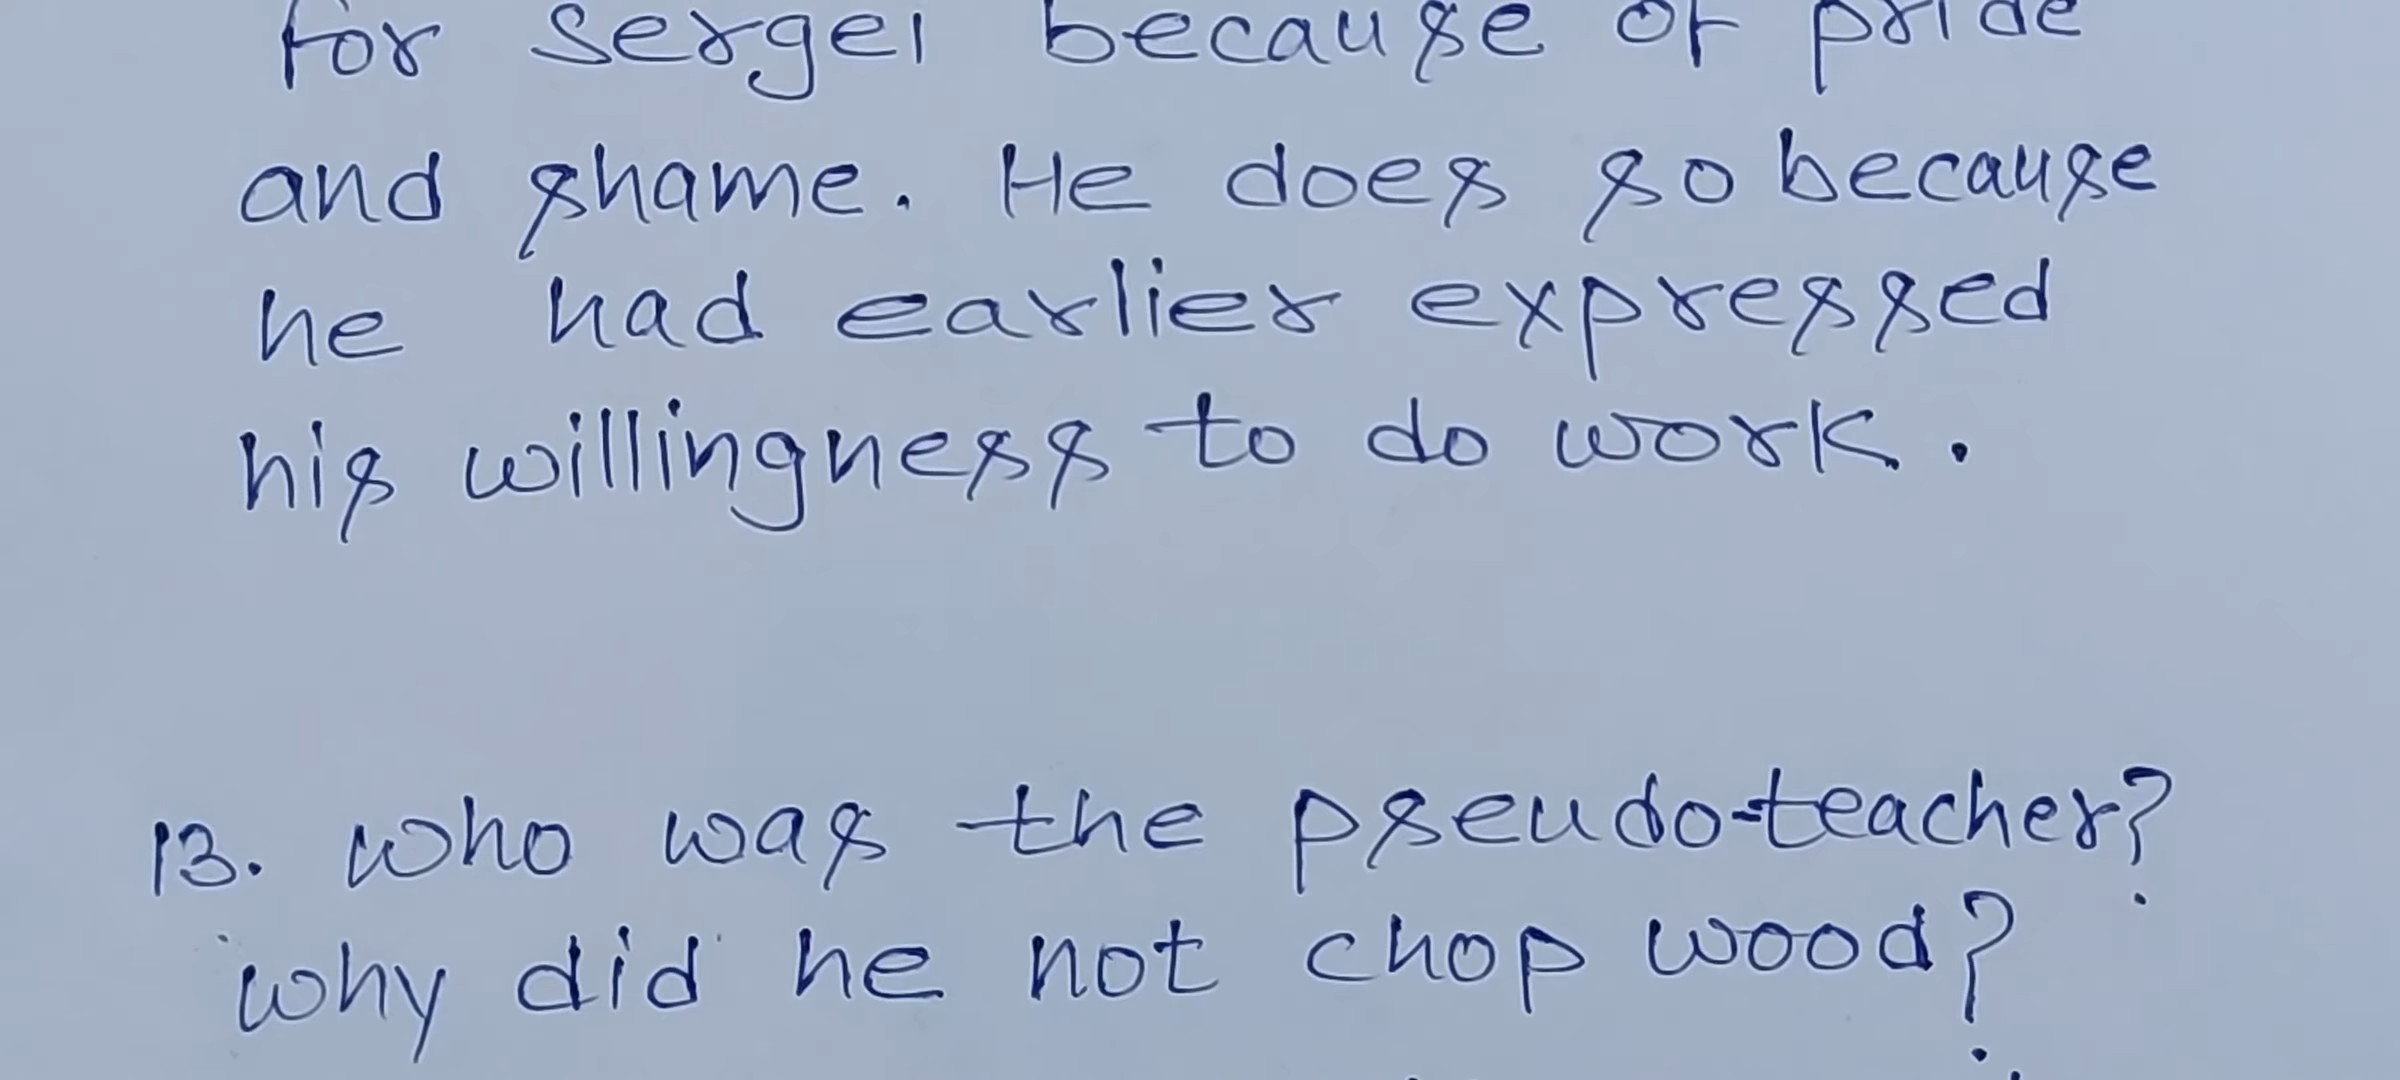 for Sergei because of pride
and shame. He does so because
he had earlier expressed
his willingness to do work.
13. who was the pseudo-teacher?
why did he not chop wood?